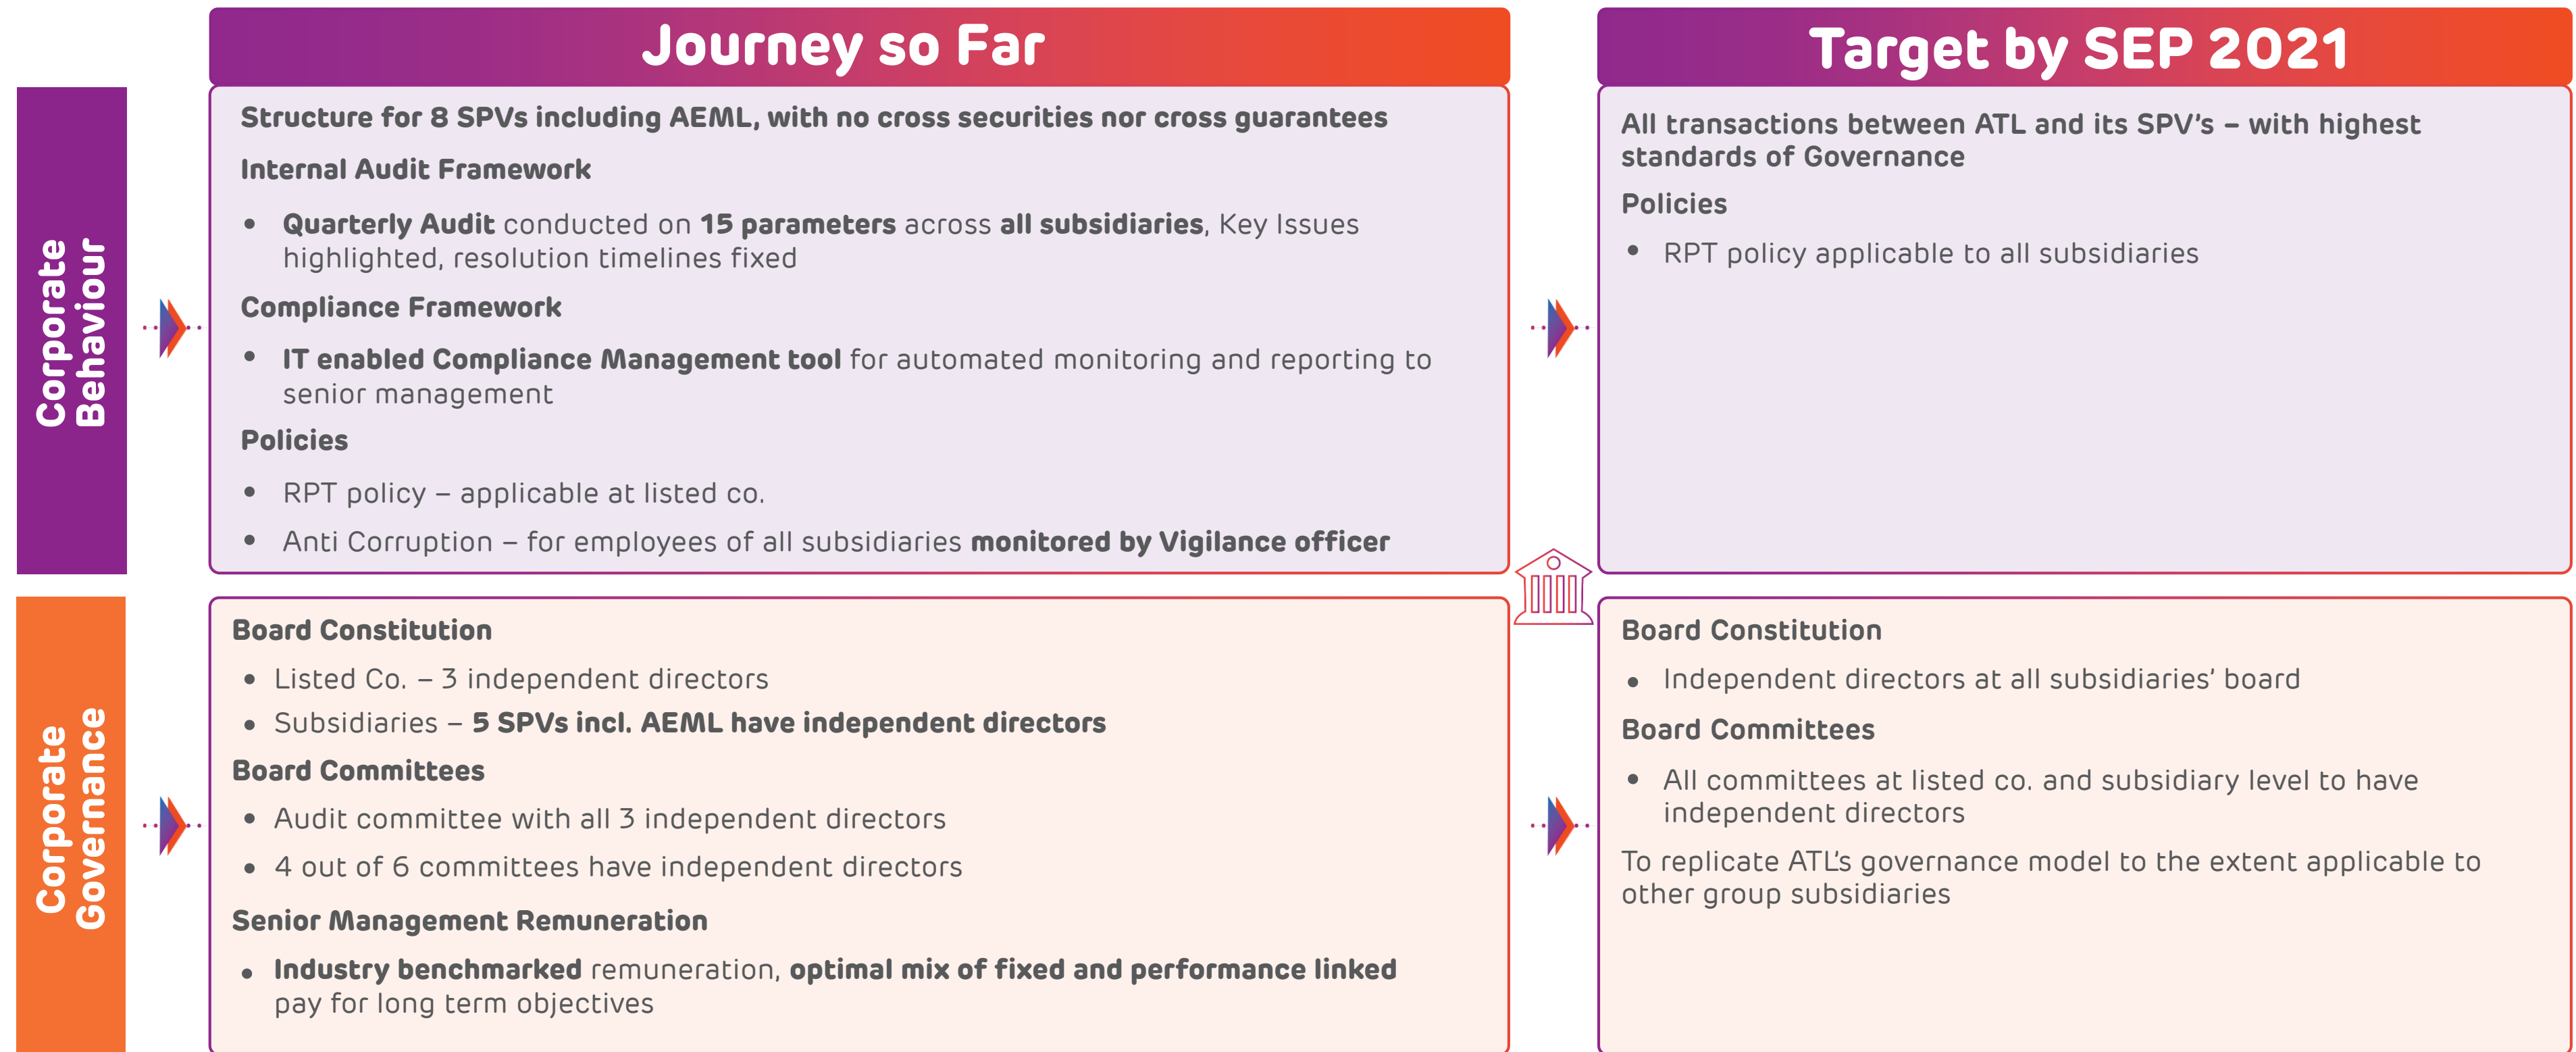 Journey so Far
Target by SEP 2021
Corporate
Behaviour
Structure for 8 SPVs including AEML, with no cross securities nor cross guarantees
Internal Audit Framework
• Quarterly Audit conducted on 15 parameters across all subsidiaries, Key Issues
highlighted, resolution timelines fixed
Compliance Framework
• IT enabled Compliance Management tool for automated monitoring and reporting to
senior management
Policies
• RPT policy – applicable at listed co.
• Anti Corruption – for employees of all subsidiaries monitored by Vigilance officer
All transactions between ATL and its SPV's – with highest
standards of Governance
Policies
• RPT policy applicable to all subsidiaries
Corporate
Governance
Board Constitution
• Listed Co. – 3 independent directors
• Subsidiaries – 5 SPVs incl. AEML have independent directors
Board Committees
• Audit committee with all 3 independent directors
• 4 out of 6 committees have independent directors
Senior Management Remuneration
• Industry benchmarked remuneration, optimal mix of fixed and performance linked
pay for long term objectives
Board Constitution
• Independent directors at all subsidiaries' board
Board Committees
• All committees at listed co. and subsidiary level to have
independent directors
To replicate ATL's governance model to the extent applicable to
other group subsidiaries